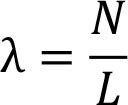 λ = N/L